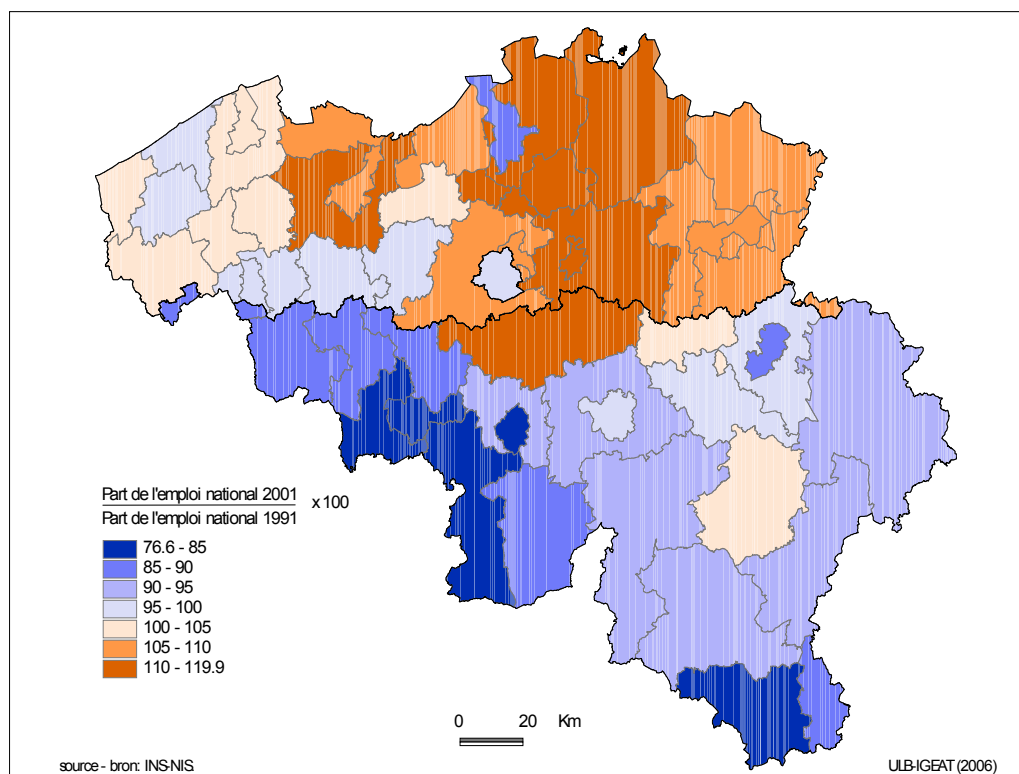 Part de l'emploi national 2001
x 100
Part de l'emploi national 1991
76.6 - 85
85 - 90
90 - 95
95 - 100
100 - 105
105 - 110
110 - 119.9
0 20 Km
source - bron: INS-NIS.
ULB-IGEAT (2006)